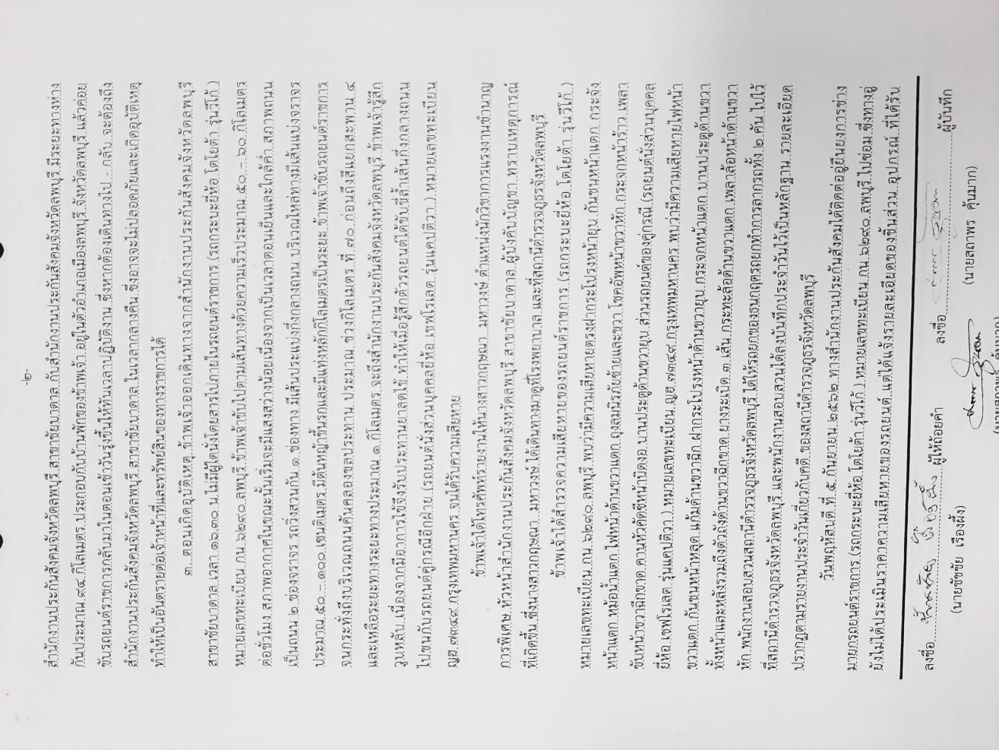 -๒-
สำนักงานประกันสังคมจังหวัดลพบุรี สาขาชัยบาดาล กับสำนักงานประกันสังคมจังหวัดลพบุรี มีระยะทางห่าง
กันประมาณ ๙๔ กิโลเมตร ประกอบกับบ้านพักของข้าพเจ้า อยู่ในตัวอำเภอเมืองลพบุรี จังหวัดลพบุรี แล้วค่อย
ขับรถยนต์ราชการกลับมาในตอนเช้าวันรุ่งขึ้นให้ทันเวลาปฏิบัติงาน ซึ่งหากต้องเดินทางไป - กลับ จะต้องถึง
สำนักงานประกันสังคมจังหวัดลพบุรี สาขาชัยบาดาล ในเวลากลางคืน ซึ่งอาจจะไม่ปลอดภัยและเกิดอุบัติเหตุ
ทำให้เป็นอันตรายต่อเจ้าหน้าที่และทรัพย์สินของทางราชการได้
๓. ตอนเกิดอุบัติเหตุ ข้าพเจ้าออกเดินทางจากสำนักงานประกันสังคมจังหวัดลพบุรี
สาขาชัยบาดาล เวลา ๑๖.๓๐ น. ไม่มีผู้ใดนั่งโดยสารไปภายในรถยนต์ราชการ (รถกระบะยี่ห้อ โตโยต้า รุ่นวีโก้ )
หมายเลขทะเบียน กน ๖๒๙๐ ลพบุรี ข้าพเจ้าขับไปตามเส้นทางด้วยความเร็วประมาณ ๕๐ – ๖๐ กิโลเมตร
ต่อชั่วโมง สภาพอากาศในขณะนั้นเริ่มจะมีแสงสว่างน้อยเนื่องจากเป็นเวลาตอนเย็นและใกล้ค่ำ สภาพถนน
เป็นถนน ๒ ช่องจราจร รถวิ่งสวนกัน ๑ ช่องทาง มีเส้นประแบ่งกึ่งกลางถนน บริเวณไหล่ทางมีเส้นแบ่งจราจร
ประมาณ ๕๐ – ๑๐๐ เซนติเมตร มีต้นหญ้าขึ้นรกและมีแท่งหลักกิโลเมตรเป็นระยะ ข้าพเจ้าขับรถยนต์ราชการ
จนกระทั่งถึงบริเวณถนนคันคลองชลประทาน ประมาณ ช่วงกิโลเมตร ที่ ๗๐ ก่อนถึงสี่แยกสะพาน ๔
และเหลือระยะทางระยะทางประมาณ ๑ กิโลเมตร จะถึงสำนักงานประกันสังคมจังหวัดลพบุรี ข้าพเจ้ารู้สึก
วูบหลับ เนื่องจากมีอาการไข้จึงรับประทานยาลดไข้ ทำให้เมื่อรู้สึกตัวรถยนต์ได้ขับขี่ล้ำเส้นกึ่งกลางถนน
ไปชนกับรถยนต์คู่กรณีอีกฝ่าย (รถยนต์นั่งส่วนบุคคลยี่ห้อ เชฟโรเลต รุ่นแคปติวา ) หมายเลขทะเบียน
ญฮ ๗๓๔๙ กรุงเทพมหานคร จนได้รับความเสียหาย
ข้าพเจ้าได้โทรศัพท์รายงานให้นางสาวกฤษณา มหาวงษ์ ตำแหน่งนักวิชาการแรงงานชำนาญ
การพิเศษ หัวหน้าสำนักงานประกันสังคมจังหวัดลพบุรี สาขาชัยบาดาล ผู้บังคับบัญชา ทราบเหตุการณ์
ที่เกิดขึ้น ซึ่งนางสาวกฤษณา มหาวงษ์ ได้เดินทางมาดูที่โรงพยาบาล และที่สถานีตำรวจภูธรจังหวัดลพบุรี
ข้าพเจ้าได้สำรวจความเสียหายของรถยนต์ราชการ (รถกระบะยี่ห้อ โตโยต้า รุ่นวีโก้ )
หมายเลขทะเบียน กน ๖๒๙๐ ลพบุรี พบว่ามีความเสียหายตรงฝากระโปรงหน้ายุบ กันชนหน้าแตก กระจัง
หน้าแตก หม้อน้ำแตก ไฟหน้าด้านขวาแตก ถุงลมนิรภัยซ้ายและขวา โชคอัพหน้าขวาหัก กระจกหน้าร้าว เพลา
ขับหน้าขวาฉีกขาด คานหัวคัตซีหน้าบิดงอ บานประตูด้านขวายุบ ส่วนรถยนต์ของคู่กรณี (รถยนต์นั่งส่วนบุคคล
ยี่ห้อ เชฟโรเลต รุ่นแคปติวา ) หมายเลขทะเบียน ญฮ ๗๓๔๙ กรุงเทพมหานคร พบว่ามีความเสียหายไฟหน้า
ขวาแตก กันชนหน้าหลุด แก้มด้านขวาฉีก ฝากระโปรงหน้าด้านขวายุบ กระจกหน้าแตก บานประตูด้านขวา
ทั้งหน้าและหลังรวมถึงตัวถังด้านขวาฉีกขาด ยางระเบิด ๓ เส้น กระทะล้อด้านขวาแตก เพลาล้อหน้าด้านขวา
หัก พนักงานสอบสวนสถานีตำรวจภูธรจังหวัดลพบุรี ได้ให้รถยกของธนกฤตรถยกทำการลากรถทั้ง ๒ คัน ไปไว้
ที่สถานีตำรวจภูธรจังหวัดลพบุรี และพนักงานสอบสวนได้ลงบันทึกประจำวันไว้เป็นหลักฐาน รายละเอียด
ปรากฏตามรายงานประจำวันเกี่ยวกับคดี ของสถานีตำรวจภูธรจังหวัดลพบุรี
วันพฤหัสบดี ที่ ๕ กันยายน ๒๕๖๒ ทางสำนักงานประกันสังคมได้ติดต่ออู่ยืนยงการช่าง
มายกรถยนต์ราชการ (รถกระบะยี่ห้อ โตโยต้า รุ่นวีโก้ ) หมายเลขทะเบียน กน ๖๒๙๐ ลพบุรี ไปซ่อม ซึ่งทางอู่
ยังไม่ได้ประเมินราคาความเสียหายของรถยนต์ แต่ได้แจ้งรายละเอียดของชิ้นส่วน อุปกรณ์ ที่ได้รับ
ลงชื่อ ผู้ให้ถ้อยคำ ลงชื่อ ผู้บันทึก
(นายชัชชัย เรืองผึ้ง) (นายสถาพร คุ้มมาก)